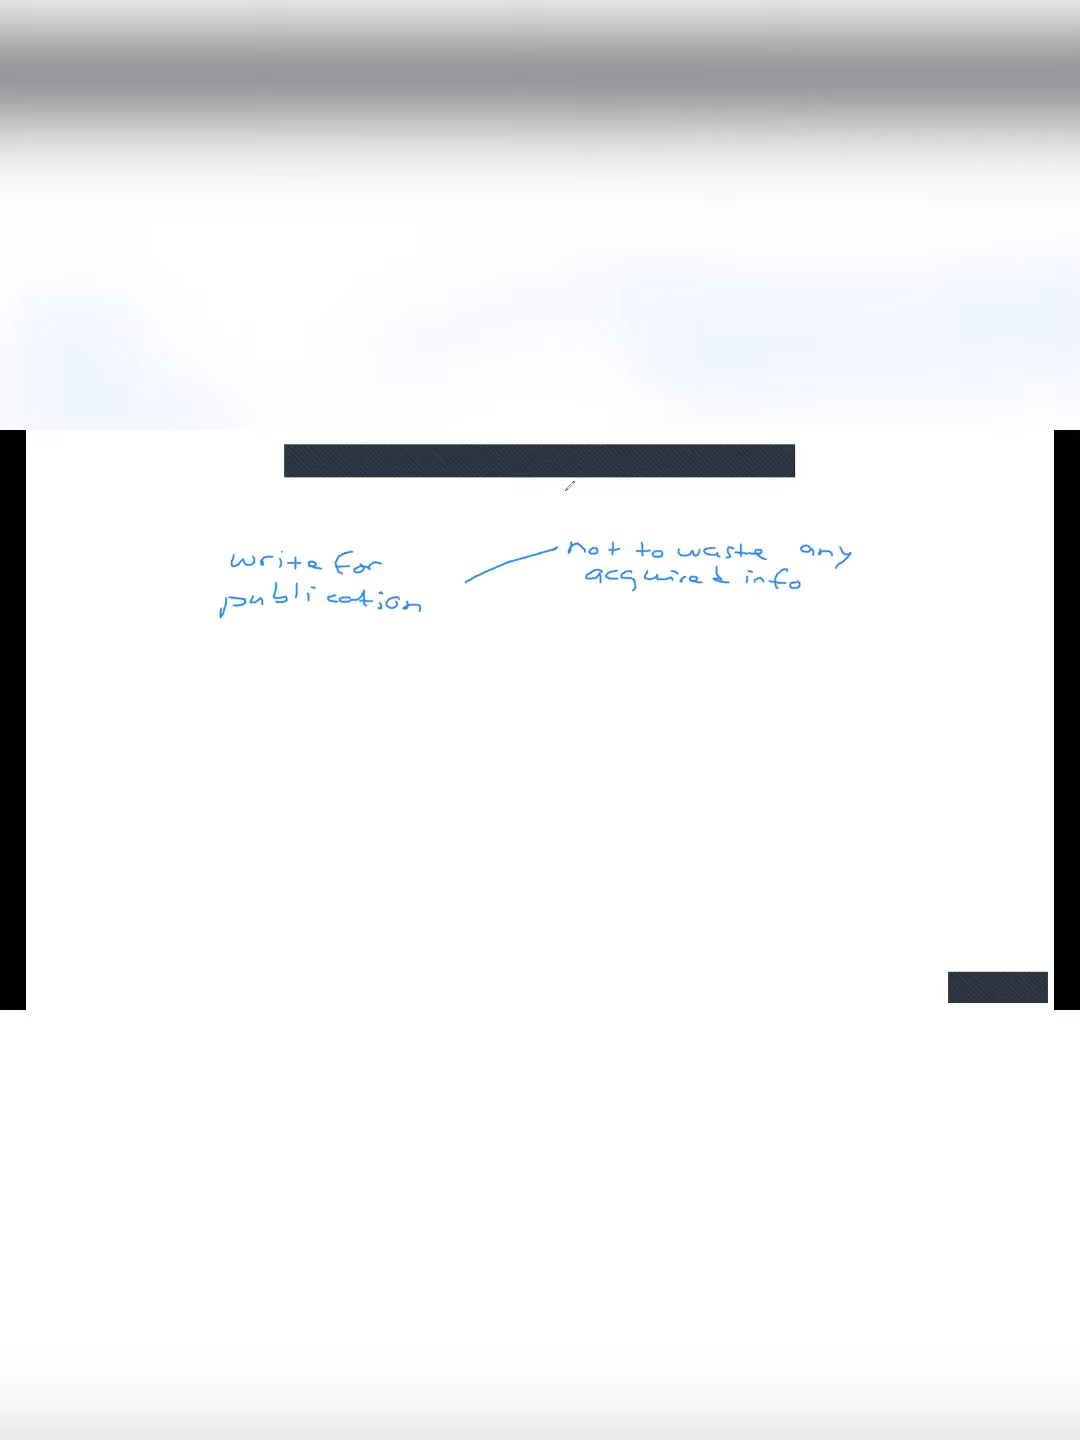 write for
publication
not to waste any
acquired info